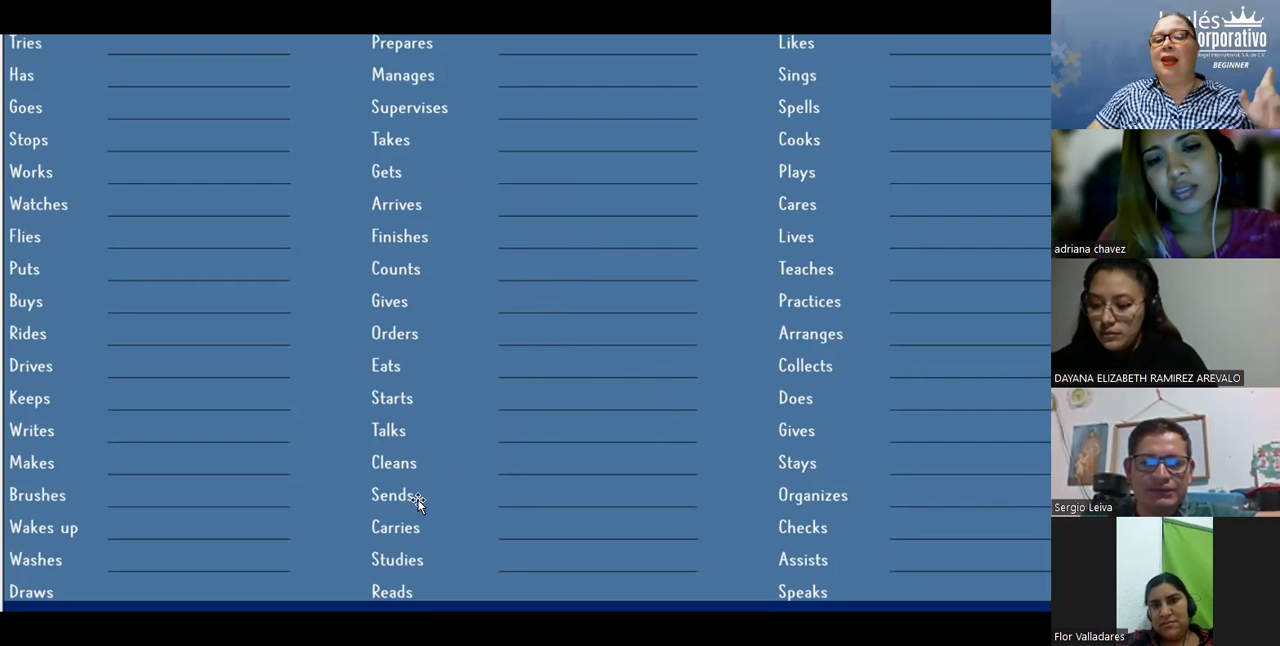 Tries Prepares Likes
Has Manages Sings
Goes Supervises Spells
Stops Takes Cooks
Works Gets Plays
Watches Arrives Cares
Flies Finishes Lives
Puts Counts Teaches
Buys Gives Practices
Rides Orders Arranges
Drives Eats Collects
Keeps Starts Does
Writes Talks Gives
Makes Cleans Stays
Brushes Sends Organizes
Wakes up Carries Checks
Washes Studies Assists
Draws Reads Speaks
BEGINNER
adriana chavez
DAYANA ELIZABETH RAMIREZ AREVALO
Sergio Leiva
Flor Valladares